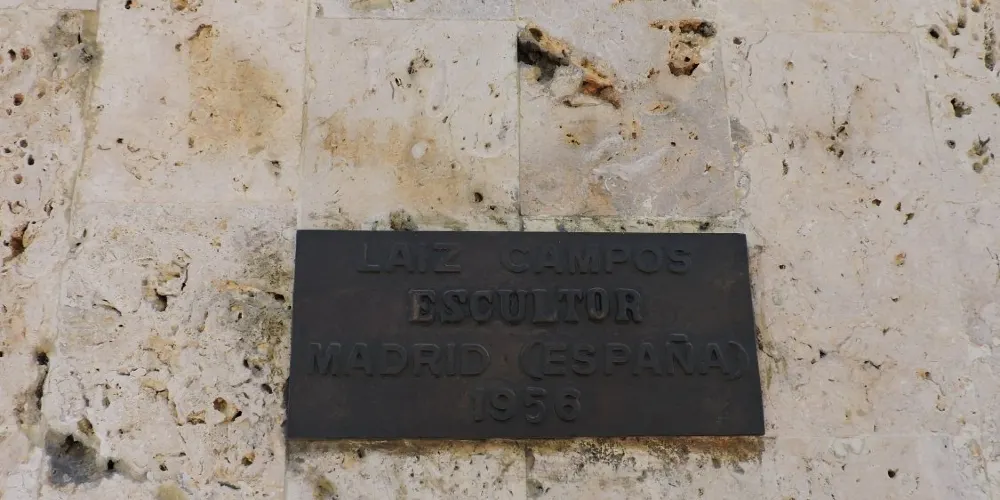 LAIZ CAMPOS
ESCULTOR
MADRID (ESPAÑA)
1956